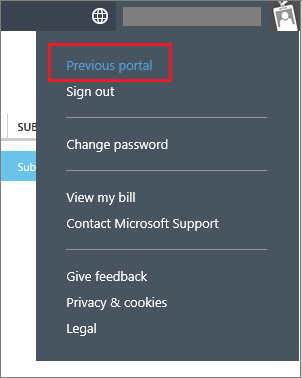 Previous portal
Sign out
SUB
Sub
Change password
View my bill
Contact Microsoft Support
Give feedback
Privacy & cookies
Legal